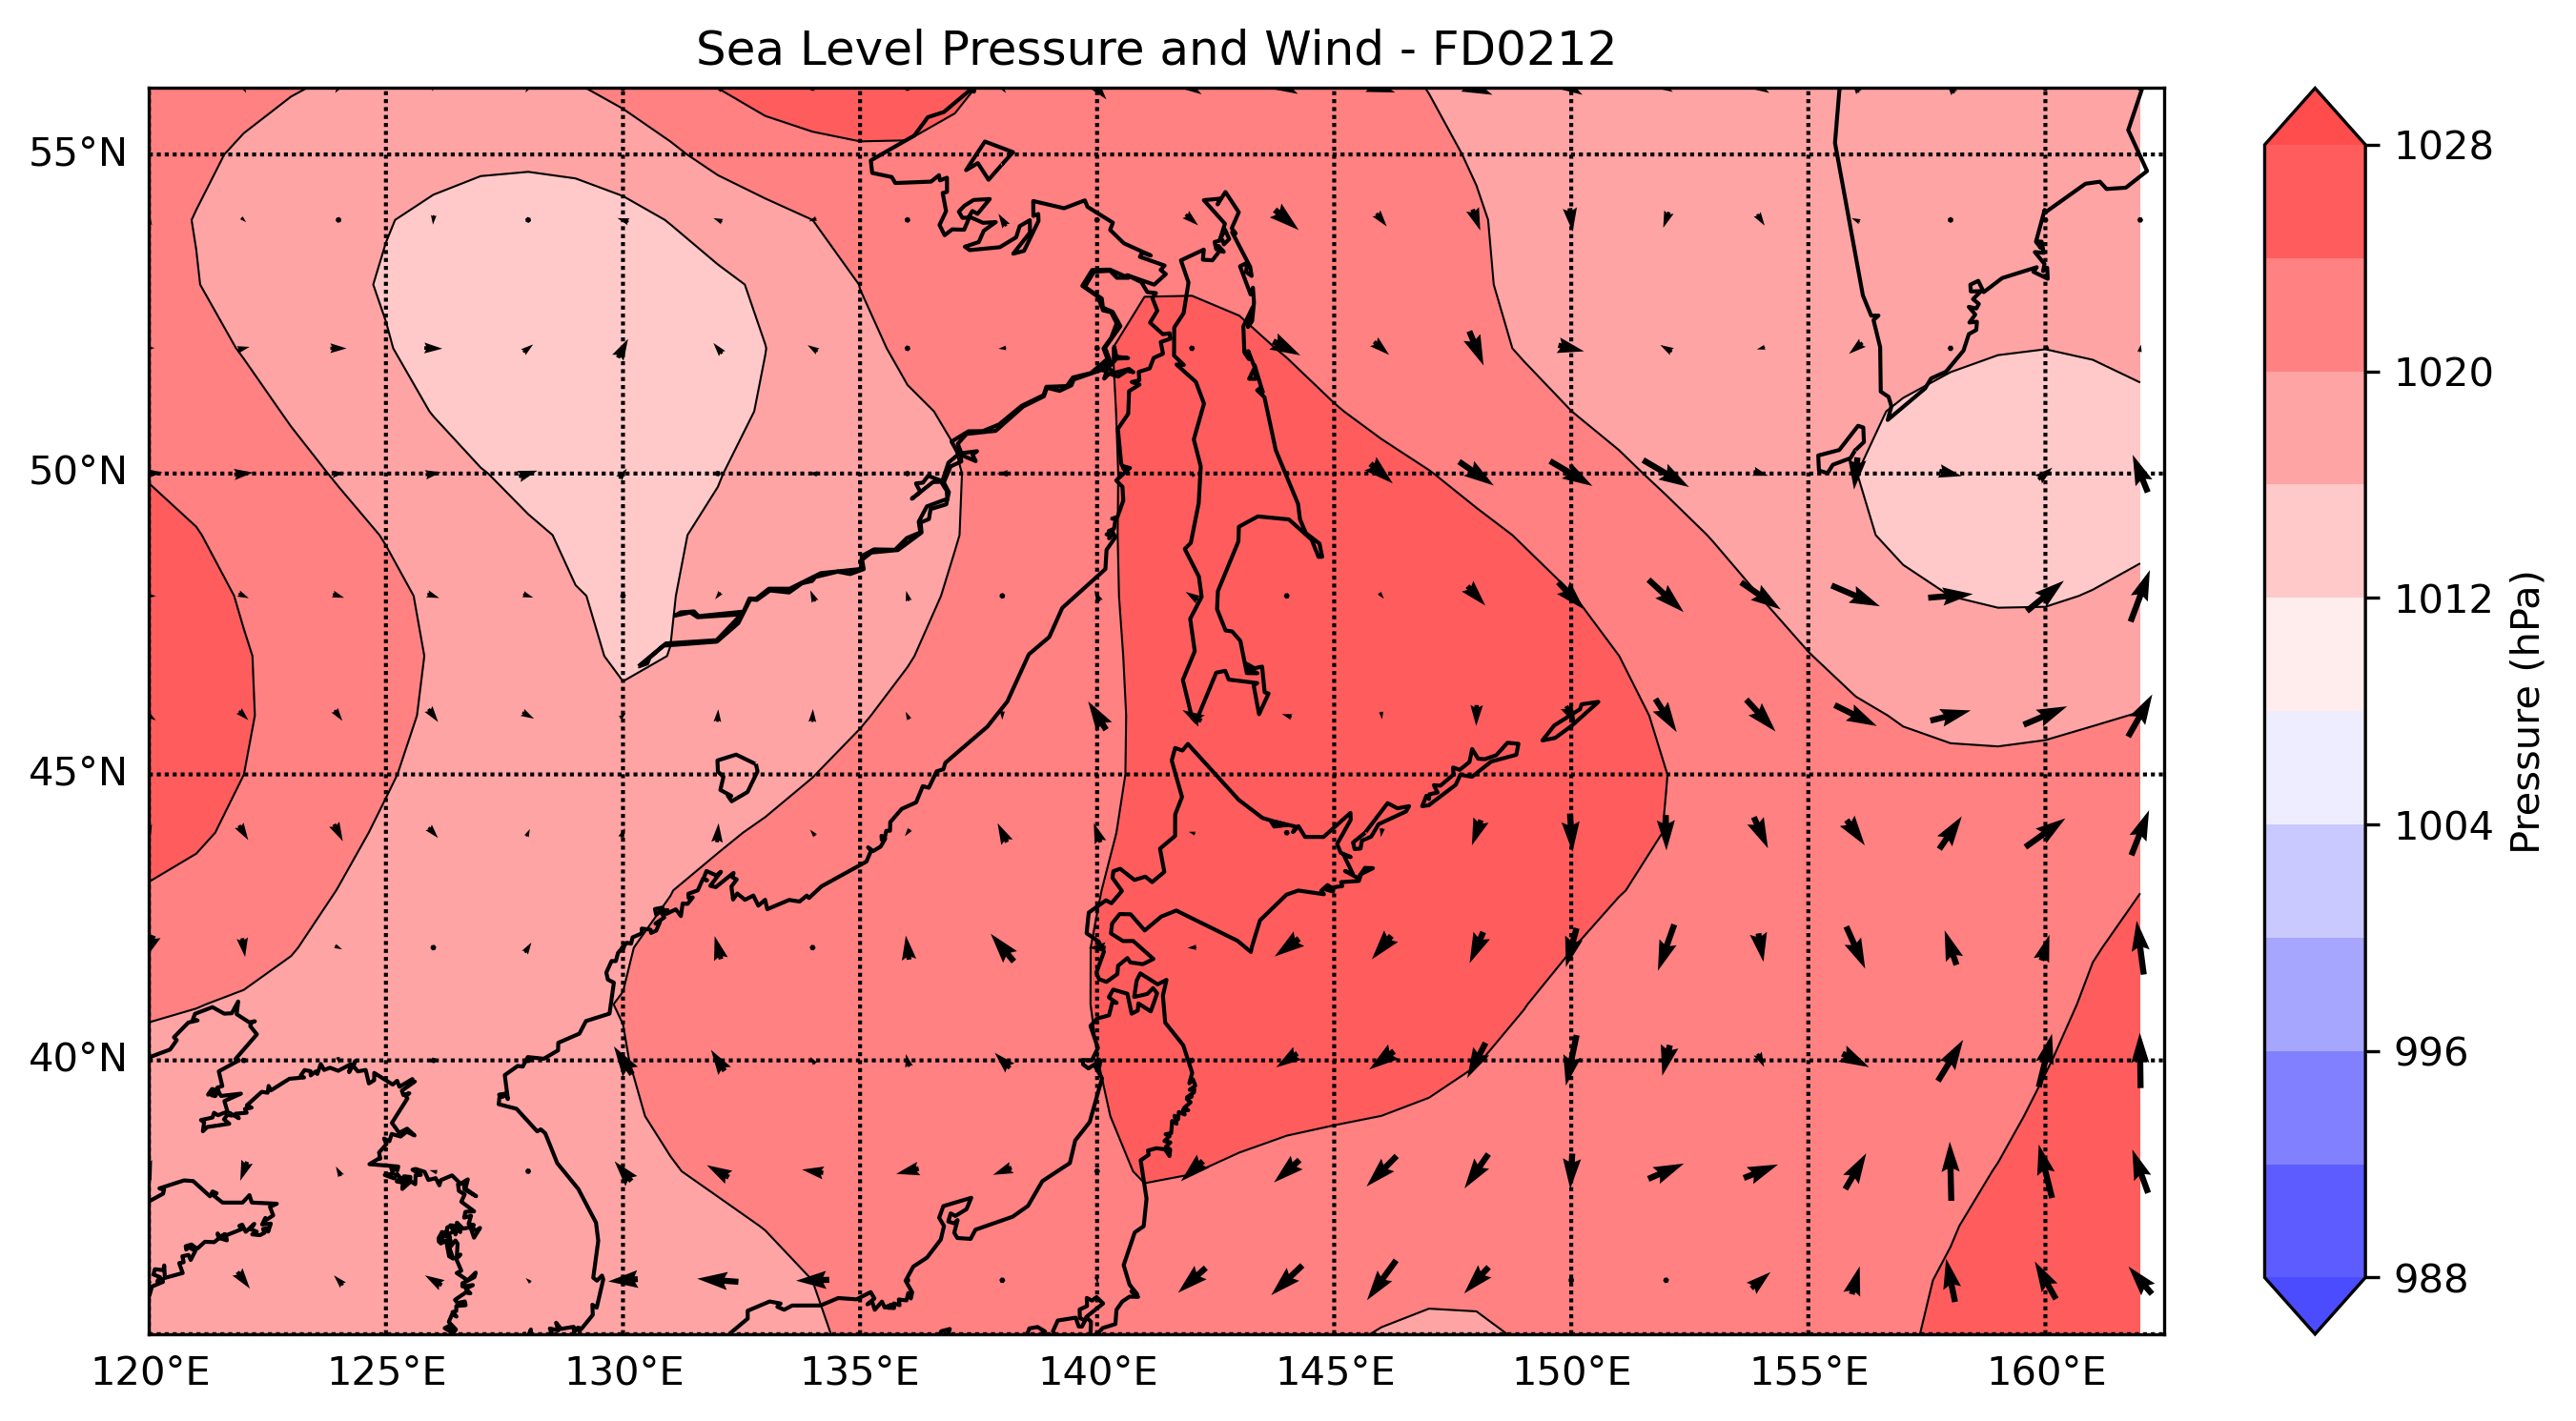 Sea Level Pressure and Wind - FD0212
55°N
50°N
45°N
40°N
120°E 125°E 130°E 135°E 140°E 145°E 150°E 155°E 160°E
1028
1020
1012
1004
996
988
Pressure (hPa)